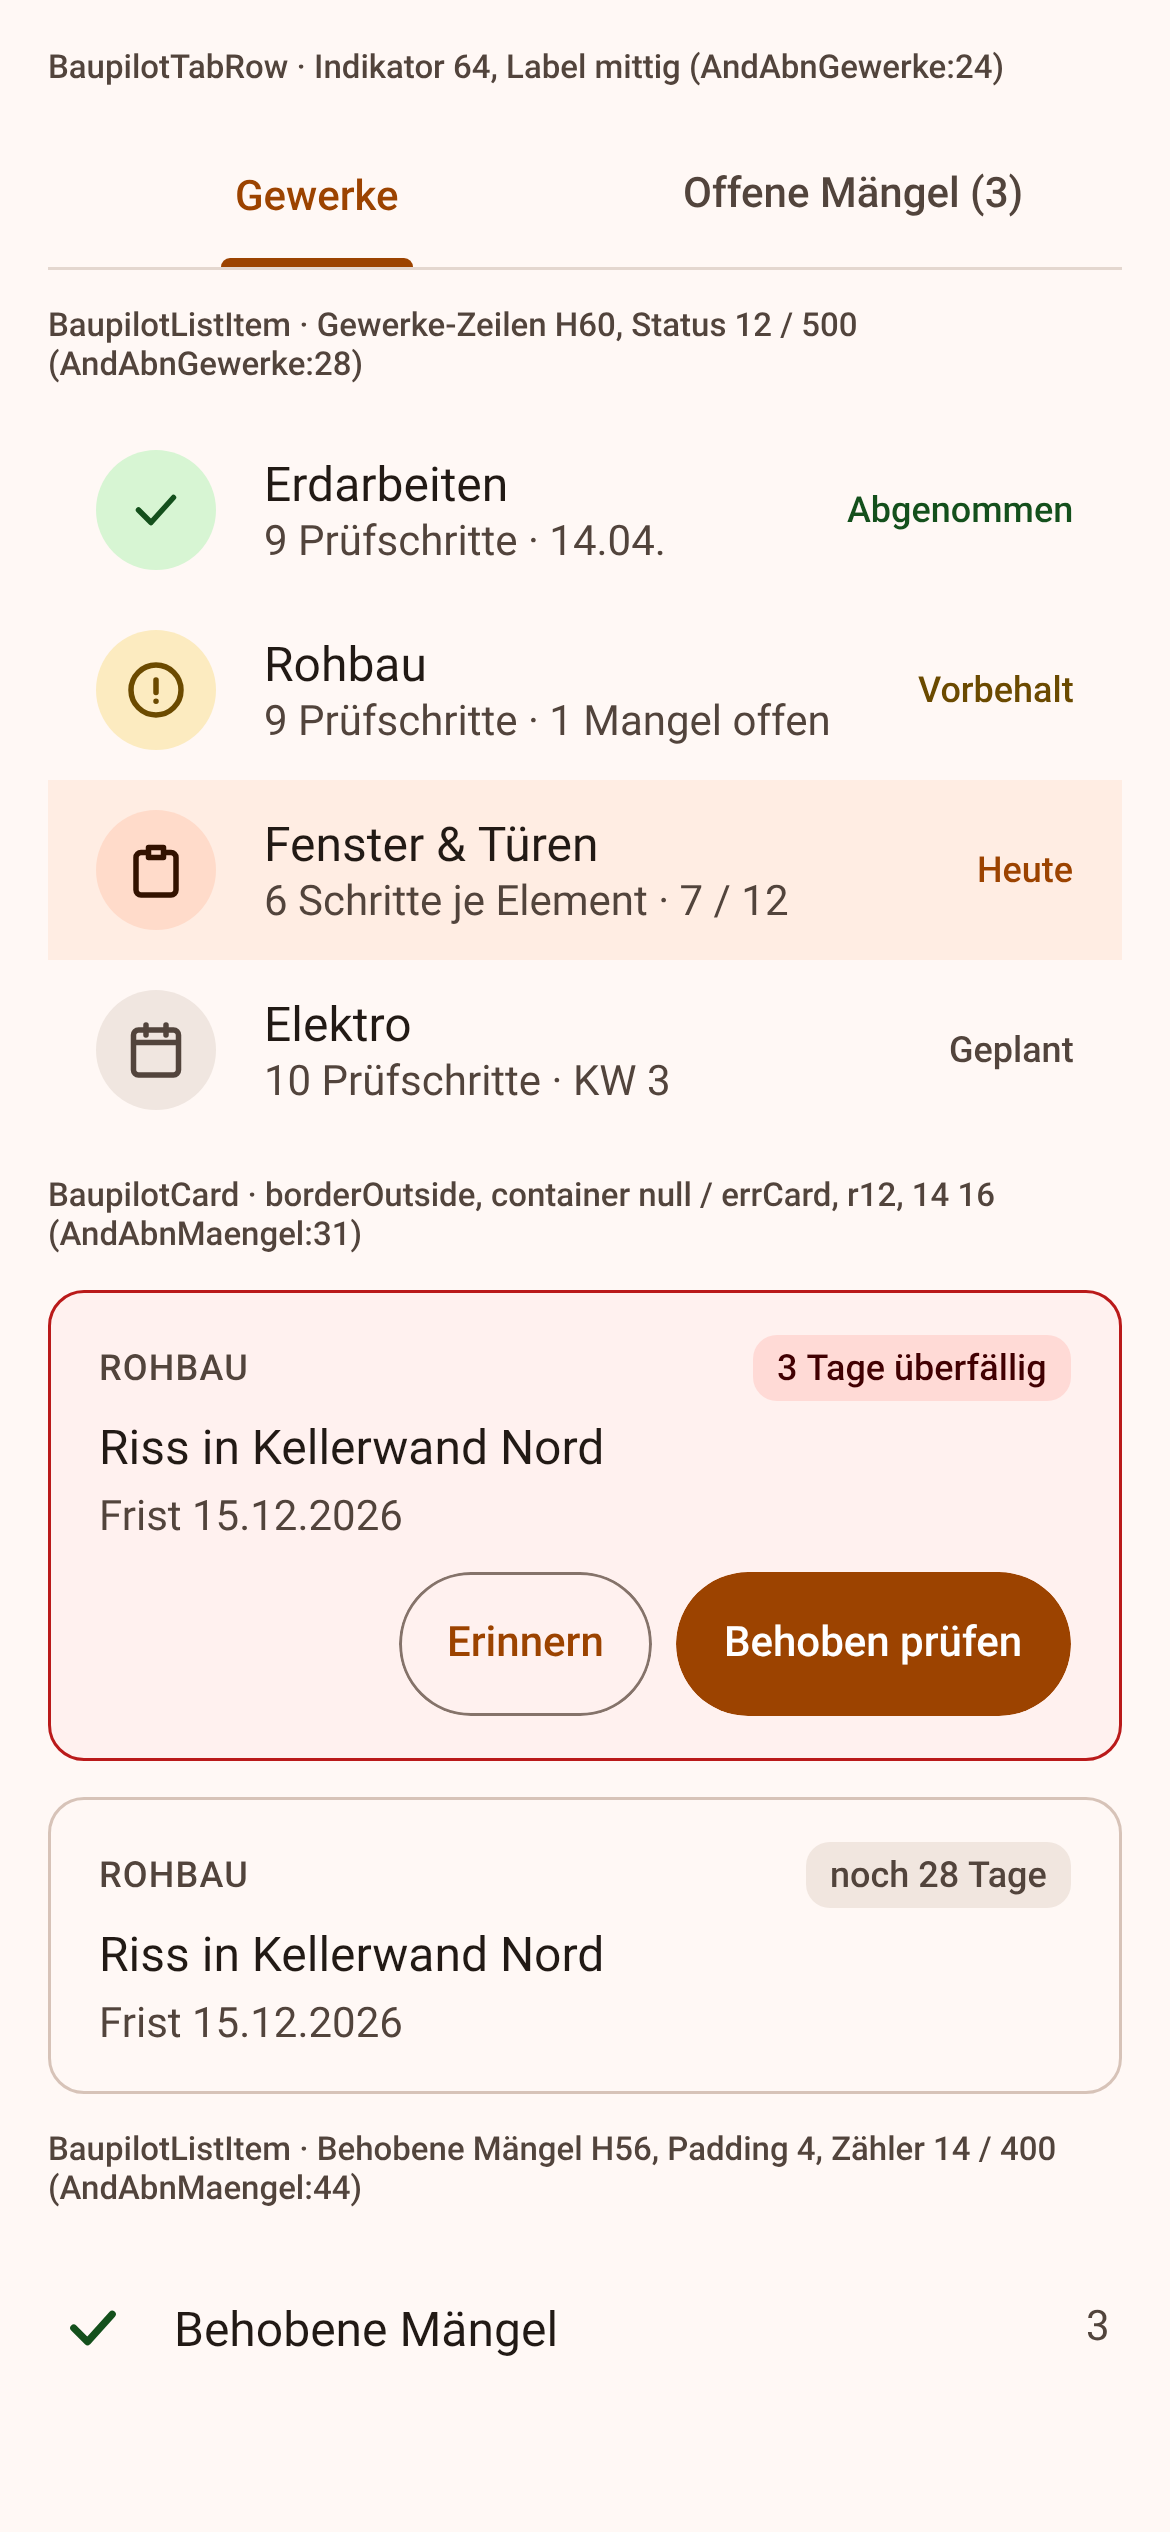 BaupilotTabRow · Indikator 64, Label mittig (AndAbnGewerke:24)
Gewerke
Offene Mängel (3)
BaupilotListItem · Gewerke-Zeilen H60, Status 12 / 500
(AndAbnGewerke:28)
Erdarbeiten
9 Prüfschritte · 14.04.
Abgenommen
Rohbau
9 Prüfschritte · 1 Mangel offen
Vorbehalt
Fenster & Türen
6 Schritte je Element · 7 / 12
Heute
Elektro
10 Prüfschritte · KW 3
Geplant
BaupilotCard · borderOutside, container null / errCard, r12, 14 16
(AndAbnMaengel:31)
ROHBAU
3 Tage überfällig
Riss in Kellerwand Nord
Frist 15.12.2026
Erinnern
Behoben prüfen
ROHBAU
noch 28 Tage
Riss in Kellerwand Nord
Frist 15.12.2026
BaupilotListItem · Behobene Mängel H56, Padding 4, Zähler 14 / 400
(AndAbnMaengel:44)
Behobene Mängel
3